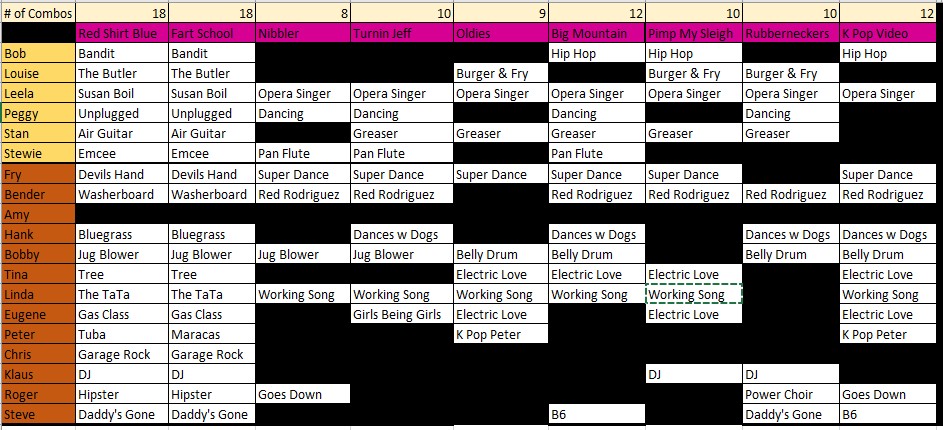 # of Combos 18 18 8 10 9 12 10 10 12
Red Shirt Blue Fart School Nibbler Turnin Jeff Oldies Big Mountain Pimp My Sleigh Rubberneckers K Pop Video
Bob Bandit Bandit Hip Hop Hip Hop Hip Hop
Louise The Butler The Butler Burger & Fry Burger & Fry Burger & Fry
Leela Susan Boil Susan Boil Opera Singer Opera Singer Opera Singer Opera Singer Opera Singer Opera Singer Opera Singer
Peggy Unplugged Unplugged Dancing Dancing Dancing Dancing
Stan Air Guitar Air Guitar Greaser Greaser Greaser Greaser Greaser
Stewie Emcee Emcee Pan Flute Pan Flute Pan Flute
Fry Devils Hand Devils Hand Super Dance Super Dance Super Dance Super Dance Super Dance Super Dance
Bender Washerboard Washerboard Red Rodriguez Red Rodriguez Red Rodriguez Red Rodriguez Red Rodriguez Red Rodriguez
Amy
Hank Bluegrass Bluegrass Dances w Dogs Dances w Dogs Dances w Dogs Dances w Dogs
Bobby Jug Blower Jug Blower Jug Blower Jug Blower Belly Drum Belly Drum Belly Drum Belly Drum
Tina Tree Tree Electric Love Electric Love Electric Love Electric Love
Linda The TaTa The TaTa Working Song Working Song Working Song Working Song Working Song Working Song
Eugene Gas Class Gas Class Girls Being Girls Electric Love Electric Love Electric Love
Peter Tuba Maracas K Pop Peter K Pop Peter
Chris Garage Rock Garage Rock
Klaus DJ DJ DJ DJ
Roger Hipster Hipster Goes Down Power Choir Goes Down
Steve Daddy's Gone Daddy's Gone B6 Daddy's Gone B6